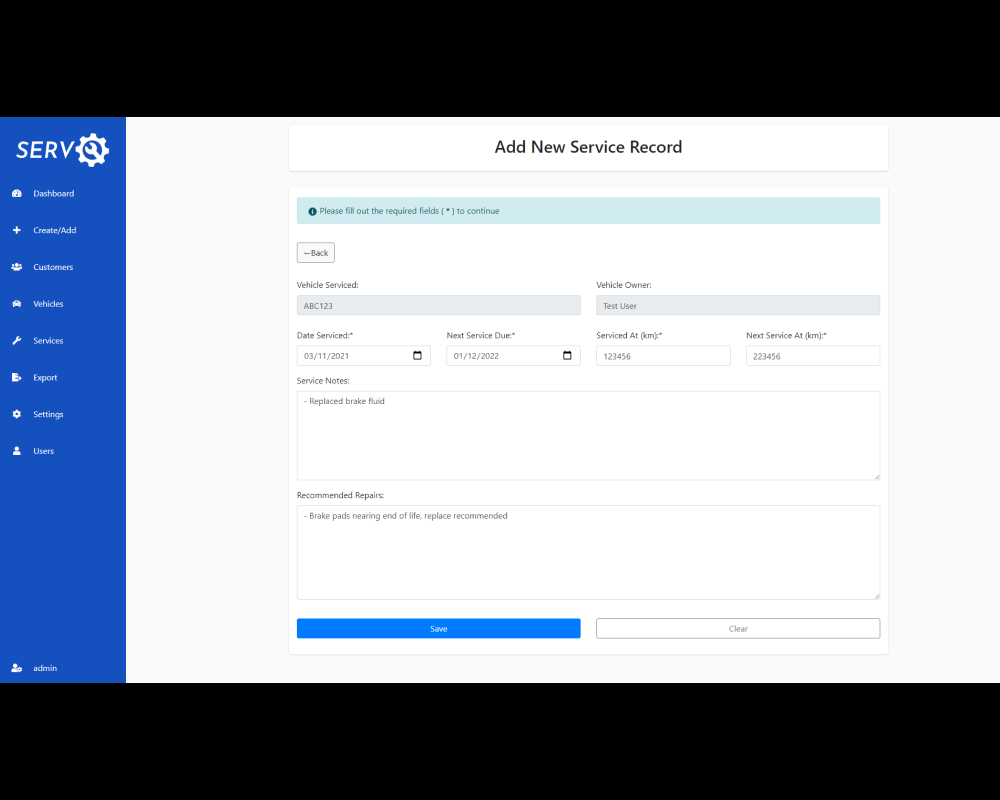 SERVO
Dashboard
Create/Add
Customers
Vehicles
Services
Export
Settings
Users
admin
Add New Service Record
Please fill out the required fields ( * ) to continue
←Back
Vehicle Serviced: Vehicle Owner:
ABC123 Test User
Date Serviced:* Next Service Due:* Serviced At (km):* Next Service At (km):*
03/11/2021 01/12/2022 123456 223456
Service Notes:
- Replaced brake fluid
Recommended Repairs:
- Brake pads nearing end of life, replace recommended
Save Clear